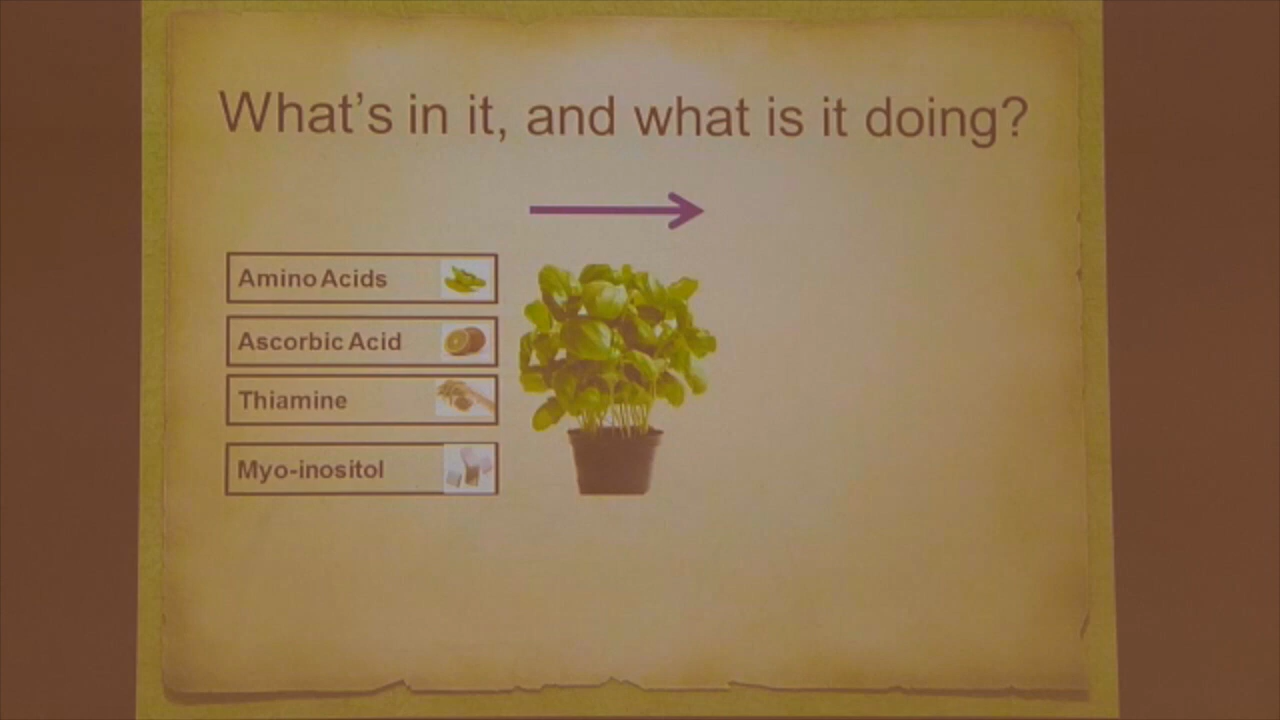 What's in it, and what is it doing?
Amino Acids
Ascorbic Acid
Thiamine
Myo-inositol